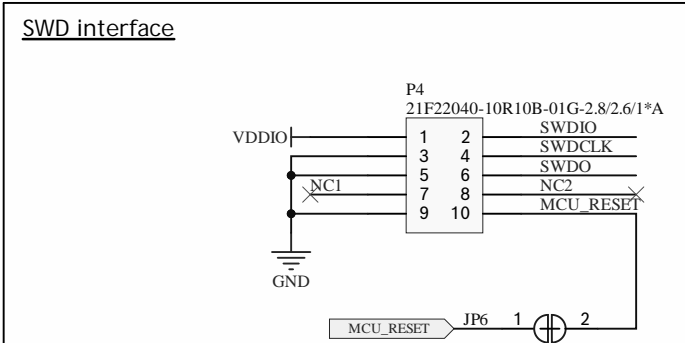 SWD interface
P4
21F22040-10R10B-01G-2.8/2.6/1*A
VDDIO 1 2 SWDIO
3 4 SWDCLK
5 6 SWDO
NC1 7 8 NC2
9 10 MCU_RESET
GND
MCU_RESET JP6 1 2